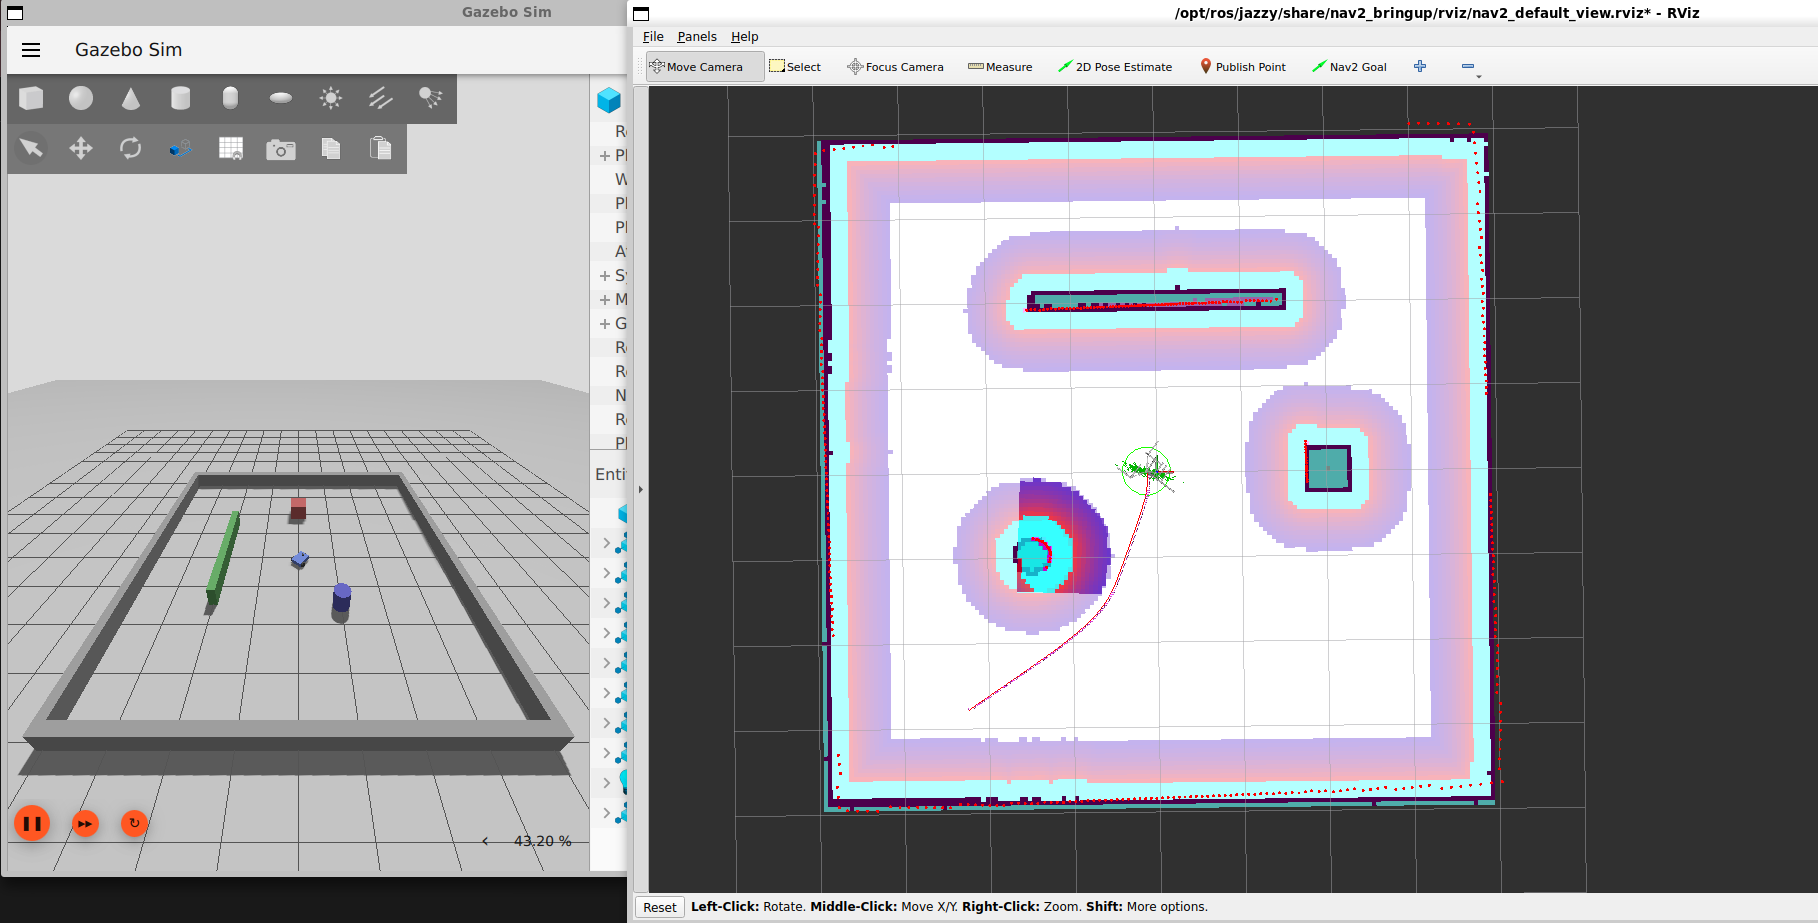 Gazebo Sim
Gazebo Sim
43.20 %
Enti
/opt/ros/jazzy/share/nav2_bringup/rviz/nav2_default_view.rviz* - RViz
File Panels Help
Move Camera Select Focus Camera Measure 2D Pose Estimate Publish Point Nav2 Goal
Reset Left-Click: Rotate. Middle-Click: Move X/Y. Right-Click: Zoom. Shift: More options.